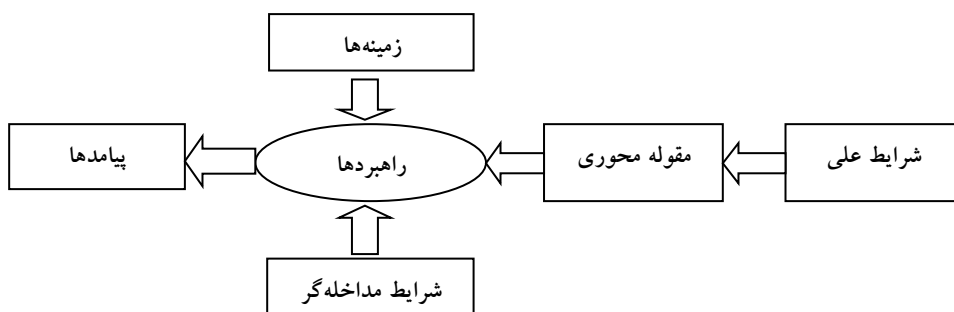 زمینه‌ها
شرایط علی
مقوله محوری
راهبردها
پیامدها
شرایط مداخله‌گر